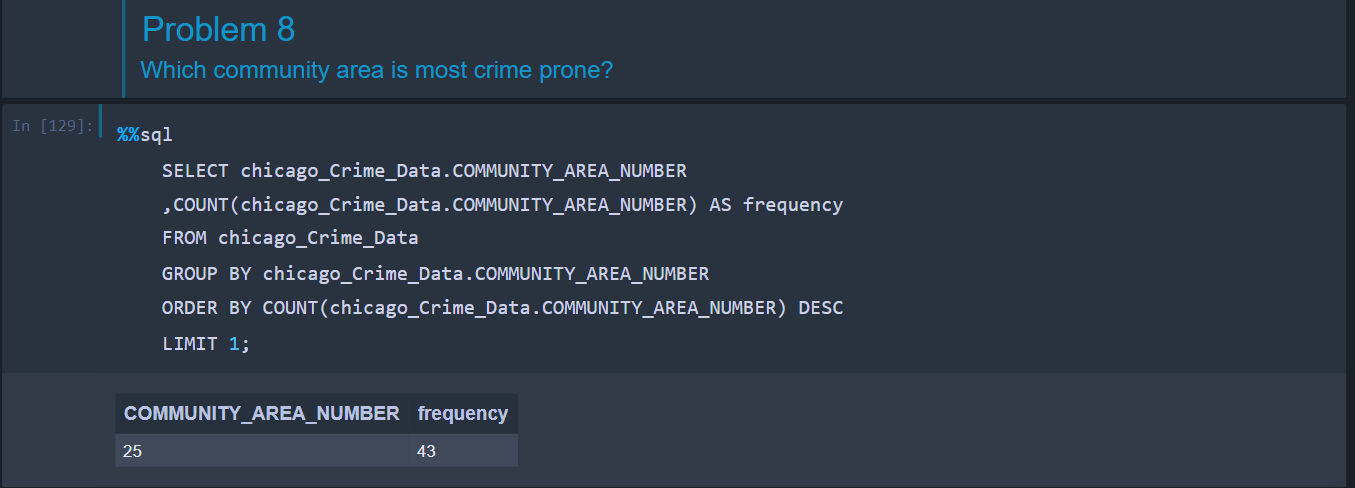 Problem 8
Which community area is most crime prone?
In [129]:
%%sql
SELECT chicago_Crime_Data.COMMUNITY_AREA_NUMBER
,COUNT(chicago_Crime_Data.COMMUNITY_AREA_NUMBER) AS frequency
FROM chicago_Crime_Data
GROUP BY chicago_Crime_Data.COMMUNITY_AREA_NUMBER
ORDER BY COUNT(chicago_Crime_Data.COMMUNITY_AREA_NUMBER) DESC
LIMIT 1;
COMMUNITY_AREA_NUMBER frequency
25 43